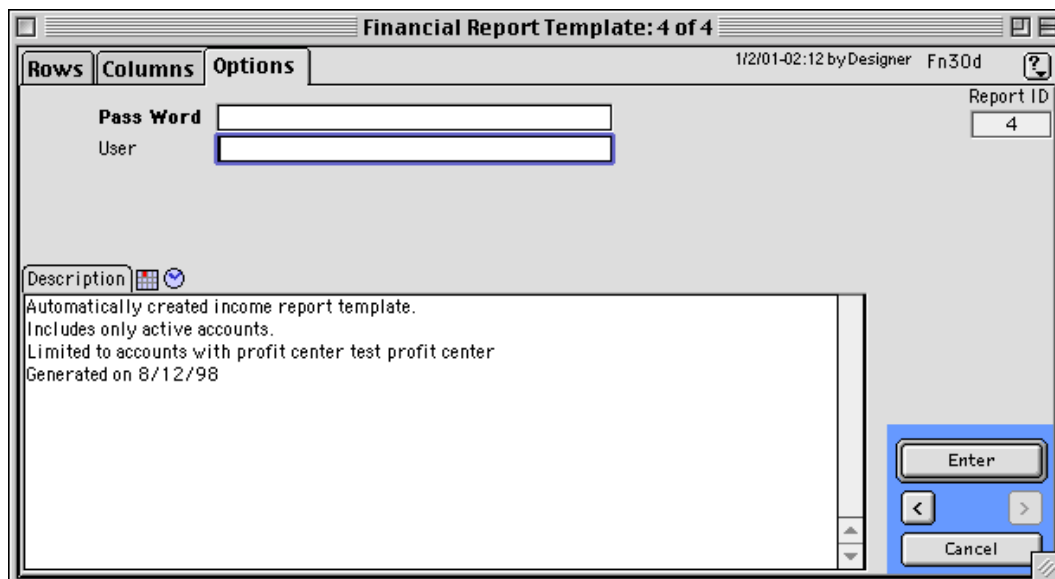 Financial Report Template: 4 of 4
Rows Columns Options 1/2/01-02:12 by Designer Fn30d ?
Report ID
Pass Word 4
User
Description
Automatically created income report template.
Includes only active accounts.
Limited to accounts with profit center test profit center
Generated on 8/12/98
Enter
< >
Cancel